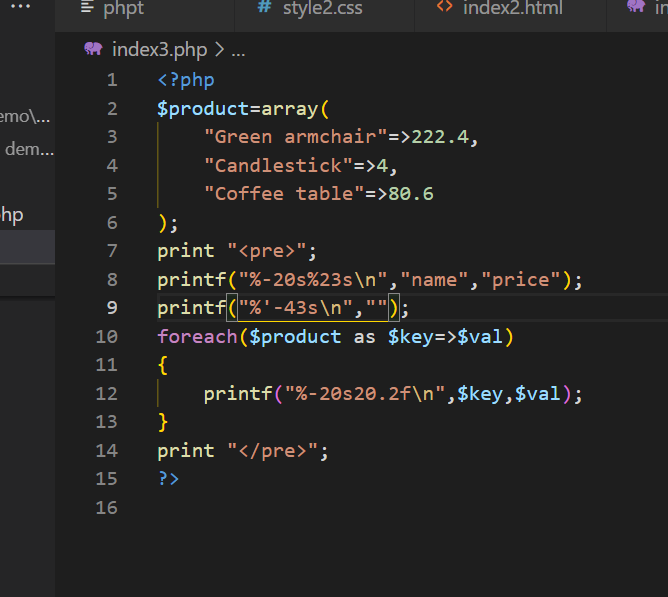 ...
phpt
# style2.css
<> index2.html
in
index3.php > ...
emo\...
dem...
hp
1 <?php
2 $product=array(
3     "Green armchair"=>222.4,
4     "Candlestick"=>4,
5     "Coffee table"=>80.6
6 );
7 print "<pre>";
8 printf("%-20s%23s\n","name","price");
9 printf("%'-43s\n","");
10 foreach($product as $key=>$val)
11 {
12     printf("%-20s20.2f\n",$key,$val);
13 }
14 print "</pre>";
15 ?>
16